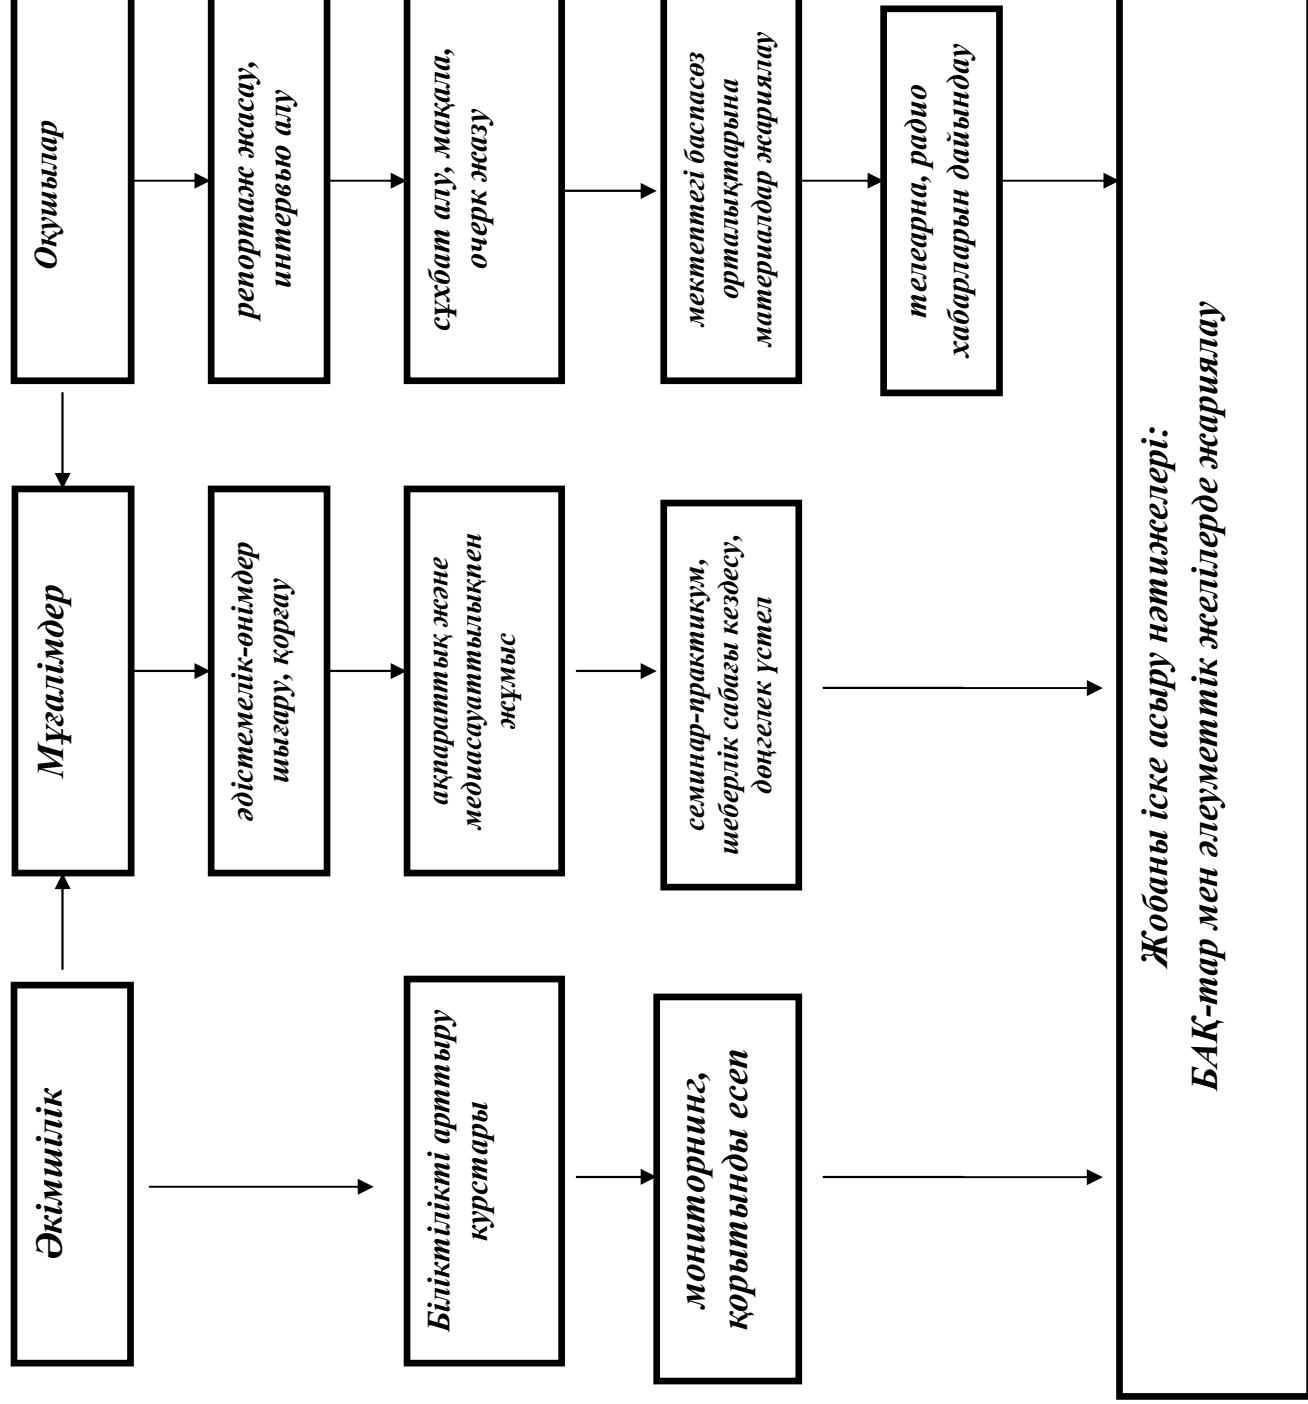 Әкімшілік
Мұғалімдер
Оқушылар
әдістемелік-өнімдер
шығару, қорғау
репортаж жасау,
интервью алу
Біліктілікті арттыру
курстары
ақпараттық және
медиасауаттылықпен
жұмыс
сұхбат алу, мақала,
очерк жазу
мониторнинг,
қорытынды есеп
семинар-практикум,
шеберлік сабағы кездесу,
дөңгелек үстел
мектептегі баспасөз
орталықтарына
материалдар жариялау
телеарна, радио
хабарларын дайындау
Жобаны іске асыру нәтижелері:
БАҚ-тар мен әлеуметтік желілерде жариялау